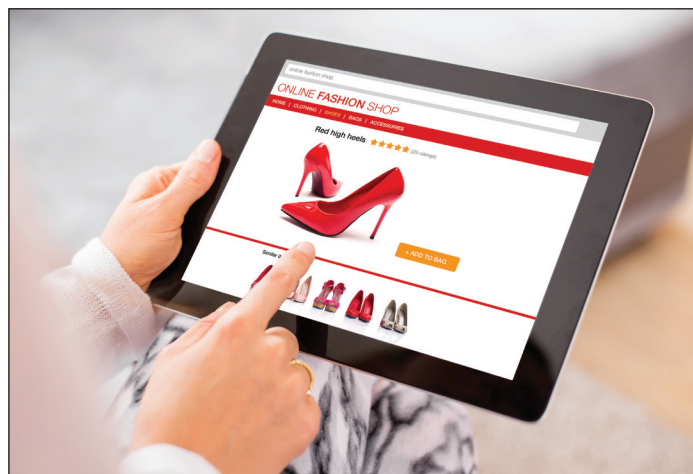 online fashion shop
ONLINE FASHION SHOP
HOME | CLOTHING | SHOES | BAGS | ACCESSORIES
Red high heels (25 ratings)
+ ADD TO BAG
Similar